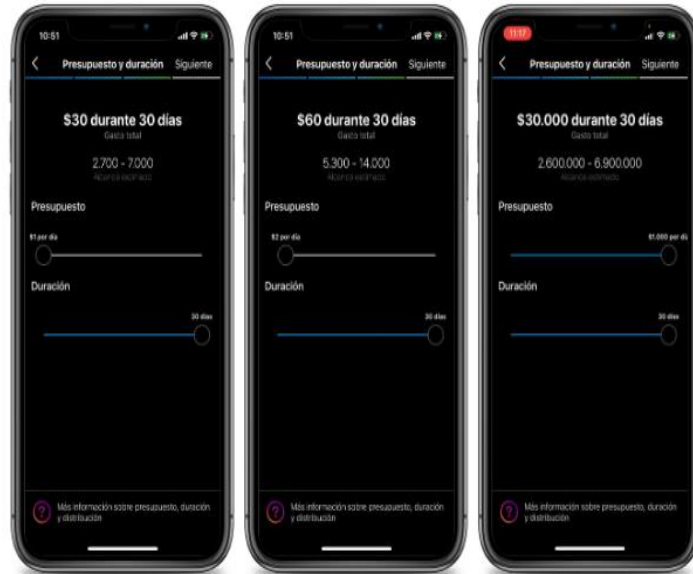 10:51
Presupuesto y duración Siguiente
$30 durante 30 días
Gasto total
2.700 - 7.000
Alcance estimado
Presupuesto
$1 por día
Duración
30 días
Más información sobre presupuesto, duración
y distribución
10:51
Presupuesto y duración Siguiente
$60 durante 30 días
Gasto total
5.300 - 14.000
Alcance estimado
Presupuesto
$2 por día
Duración
30 días
Más información sobre presupuesto, duración
y distribución
11:17
Presupuesto y duración Siguiente
$30.000 durante 30 días
Gasto total
2.600.000 - 6.900.000
Alcance estimado
Presupuesto
$1.000 por día
Duración
30 días
Más información sobre presupuesto, duración
y distribución